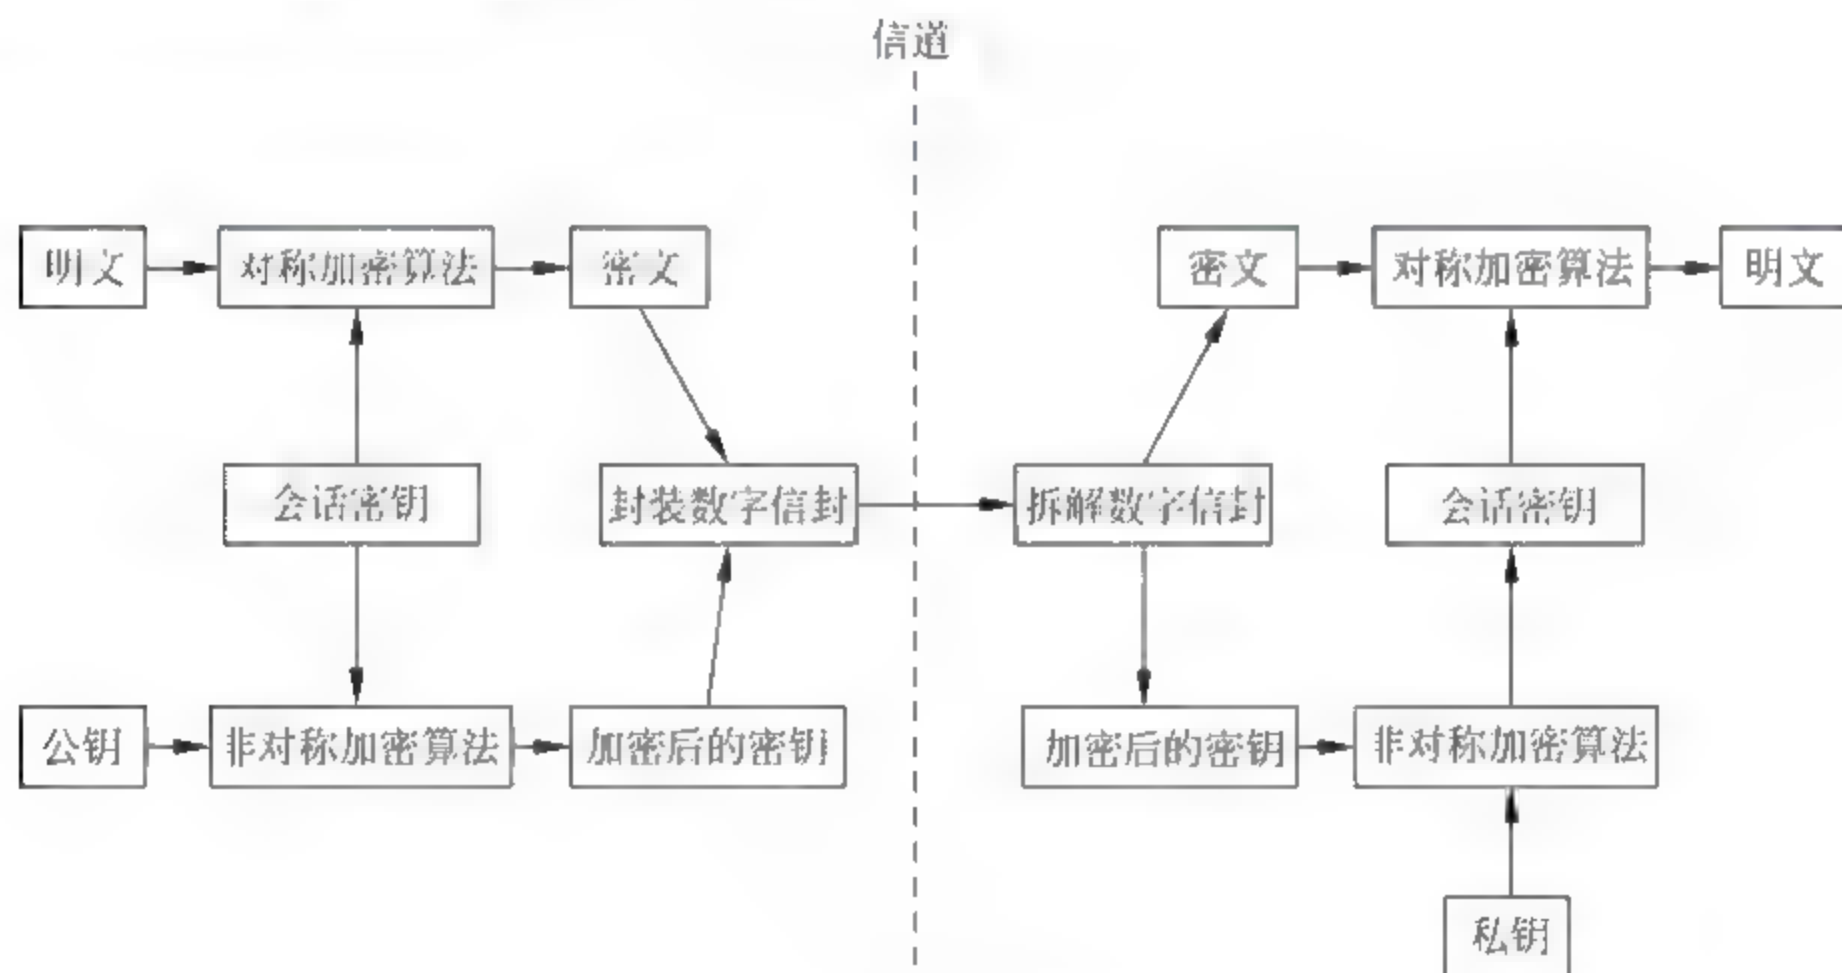 信道
明文
对称加密算法
密文
密文
对称加密算法
明文
会话密钥
封装数字信封
拆解数字信封
会话密钥
公钥
非对称加密算法
加密后的密钥
加密后的密钥
非对称加密算法
私钥